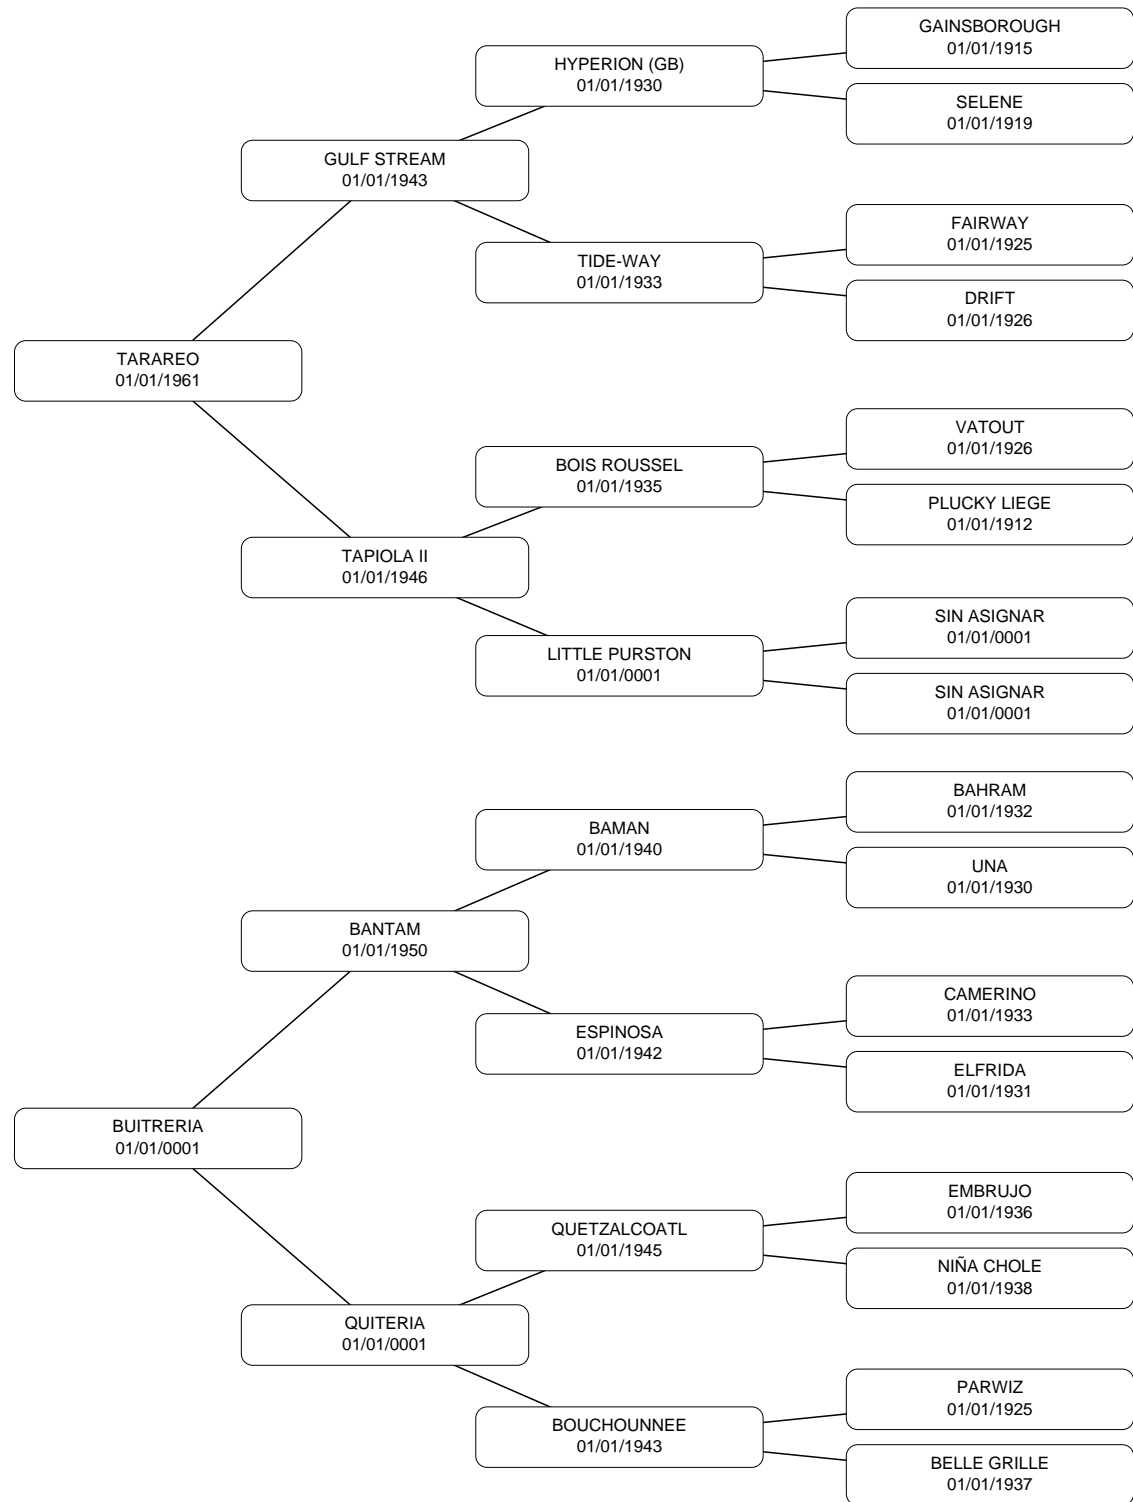 GAINSBOROUGH
01/01/1915
HYPERION (GB)
01/01/1930
SELENE
01/01/1919
GULF STREAM
01/01/1943
FAIRWAY
01/01/1925
TIDE-WAY
01/01/1933
DRIFT
01/01/1926
TARAREO
01/01/1961
VATOUT
01/01/1926
BOIS ROUSSEL
01/01/1935
PLUCKY LIEGE
01/01/1912
TAPIOLA II
01/01/1946
SIN ASIGNAR
01/01/0001
LITTLE PURSTON
01/01/0001
SIN ASIGNAR
01/01/0001
BAHRAM
01/01/1932
BAMAN
01/01/1940
UNA
01/01/1930
BANTAM
01/01/1950
CAMERINO
01/01/1933
ESPINOSA
01/01/1942
ELFRIDA
01/01/1931
BUITRERIA
01/01/0001
EMBRUJO
01/01/1936
QUETZALCOATL
01/01/1945
NIÑA CHOLE
01/01/1938
QUITERIA
01/01/0001
PARWIZ
01/01/1925
BOUCHOUNNEE
01/01/1943
BELLE GRILLE
01/01/1937